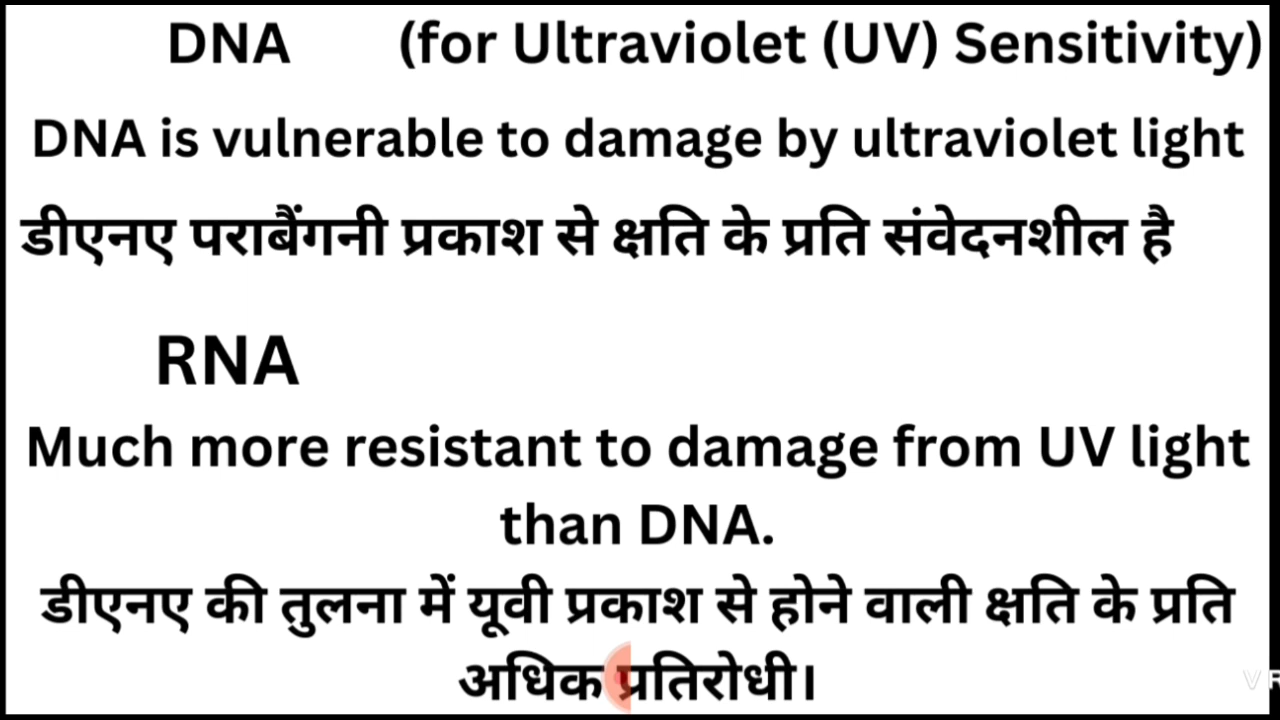 DNA (for Ultraviolet (UV) Sensitivity)
DNA is vulnerable to damage by ultraviolet light
डीएनए पराबैंगनी प्रकाश से क्षति के प्रति संवेदनशील है
RNA
Much more resistant to damage from UV light
than DNA.
डीएनए की तुलना में यूवी प्रकाश से होने वाली क्षति के प्रति
अधिक प्रतिरोधी।